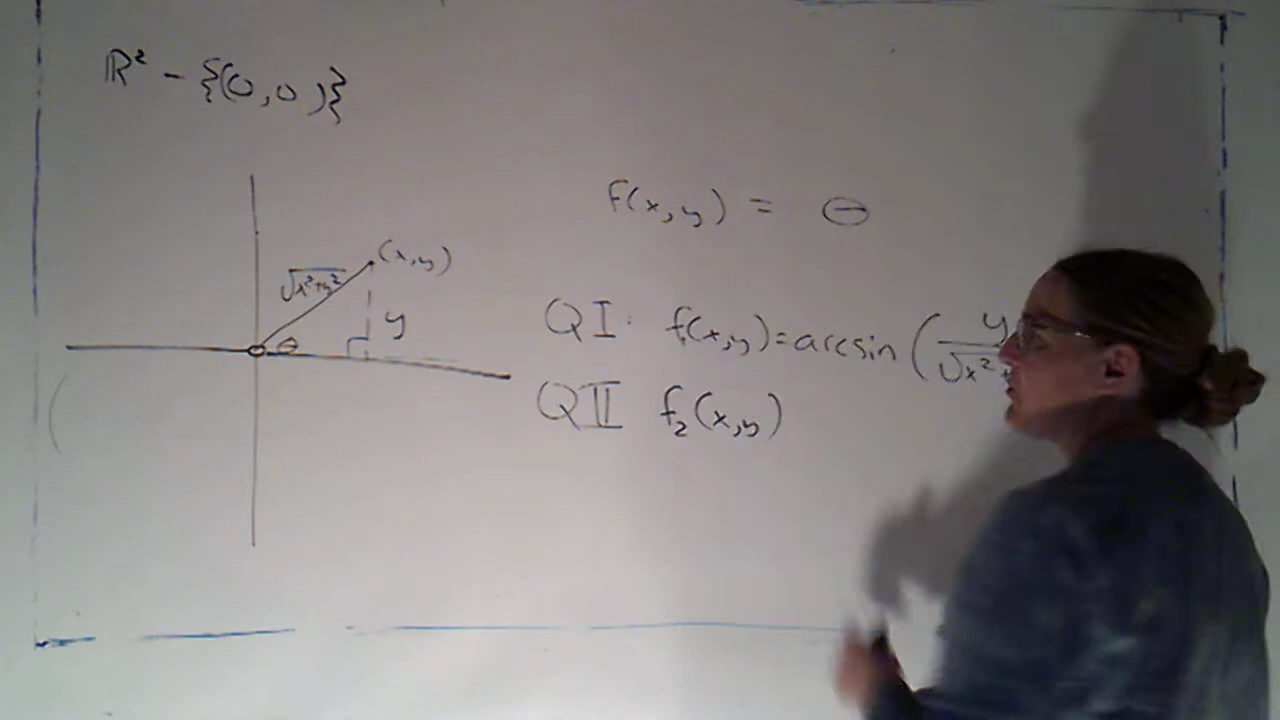 ℝ² - {(0,0)}
f(x,y) = θ
(x,y)
√x²+y²
y
θ
QI: f(x,y)=arcsin (y/√x²+
QII f₂(x,y)